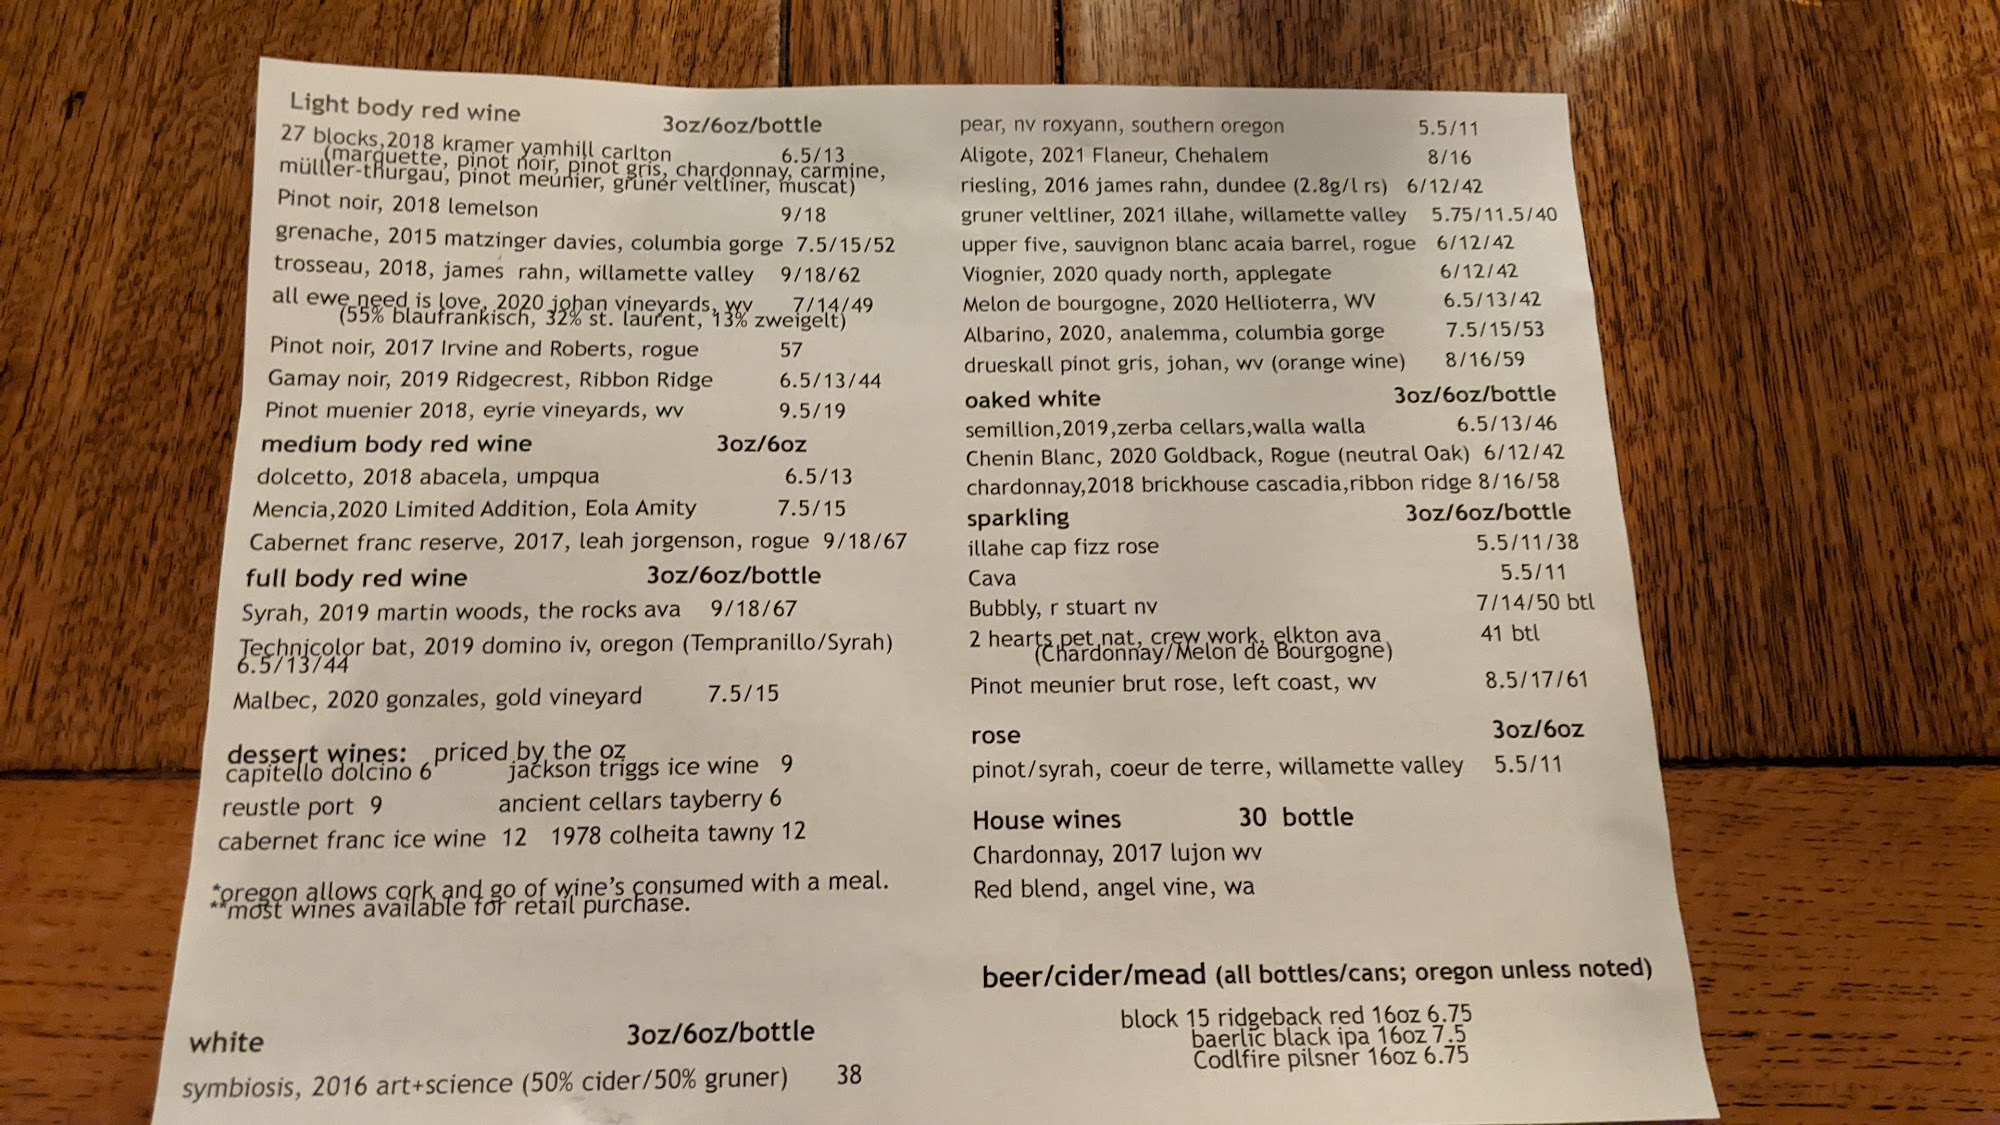 Light body red wine 3oz/6oz/bottle
27 blocks,2018 kramer yamhill carlton 6.5/13
(marquette, pinot noir, pinot gris, chardonnay, carmine,
mülller-thurgau, pinot meunier, gruner veltliner, muscat)
Pinot noir, 2018 lemelson 9/18
grenache, 2015 matzinger davies, columbia gorge 7.5/15/52
trosseau, 2018, james rahn, willamette valley 9/18/62
all ewe need is love, 2020 johan vineyards, wv 7/14/49
(55% blaufrankisch, 32% st. laurent, 13% zweigelt)
Pinot noir, 2017 Irvine and Roberts, rogue 57
Gamay noir, 2019 Ridgecrest, Ribbon Ridge 6.5/13/44
Pinot muenier 2018, eyrie vineyards, wv 9.5/19
medium body red wine 3oz/6oz
dolcetto, 2018 abacela, umpqua 6.5/13
Mencia,2020 Limited Addition, Eola Amity 7.5/15
Cabernet franc reserve, 2017, leah jorgenson, rogue 9/18/67
full body red wine 3oz/6oz/bottle
Syrah, 2019 martin woods, the rocks ava 9/18/67
Technicolor bat, 2019 domino iv, oregon (Tempranillo/Syrah)
6.5/13/44
Malbec, 2020 gonzales, gold vineyard 7.5/15
dessert wines: priced by the oz
capitello dolcino 6 jackson triggs ice wine 9
reustle port 9 ancient cellars tayberry 6
cabernet franc ice wine 12 1978 colheita tawny 12
*oregon allows cork and go of wine's consumed with a meal.
**most wines available for retail purchase.
white 3oz/6oz/bottle
symbiosis, 2016 art+science (50% cider/50% gruner) 38
pear, nv roxyann, southern oregon 5.5/11
Aligote, 2021 Flaneur, Chehalem 8/16
riesling, 2016 james rahn, dundee (2.8g/l rs) 6/12/42
gruner veltliner, 2021 illahe, willamette valley 5.75/11.5/40
upper five, sauvignon blanc acaia barrel, rogue 6/12/42
Viognier, 2020 quady north, applegate 6/12/42
Melon de bourgogne, 2020 Hellioterra, WV 6.5/13/42
Albarino, 2020, analemma, columbia gorge 7.5/15/53
drueskall pinot gris, johan, wv (orange wine) 8/16/59
oaked white 3oz/6oz/bottle
semillion,2019,zerba cellars,walla walla 6.5/13/46
Chenin Blanc, 2020 Goldback, Rogue (neutral Oak) 6/12/42
chardonnay,2018 brickhouse cascadia,ribbon ridge 8/16/58
sparkling 3oz/6oz/bottle
illahe cap fizz rose 5.5/11/38
Cava 5.5/11
Bubbly, r stuart nv 7/14/50 btl
2 hearts pet nat, crew work, elkton ava 41 btl
(Chardonnay/Melon de Bourgogne)
Pinot meunier brut rose, left coast, wv 8.5/17/61
rose 3oz/6oz
pinot/syrah, coeur de terre, willamette valley 5.5/11
House wines 30 bottle
Chardonnay, 2017 lujon wv
Red blend, angel vine, wa
beer/cider/mead (all bottles/cans; oregon unless noted)
block 15 ridgeback red 16oz 6.75
baerlic black ipa 16oz 7.5
Codlfire pilsner 16oz 6.75